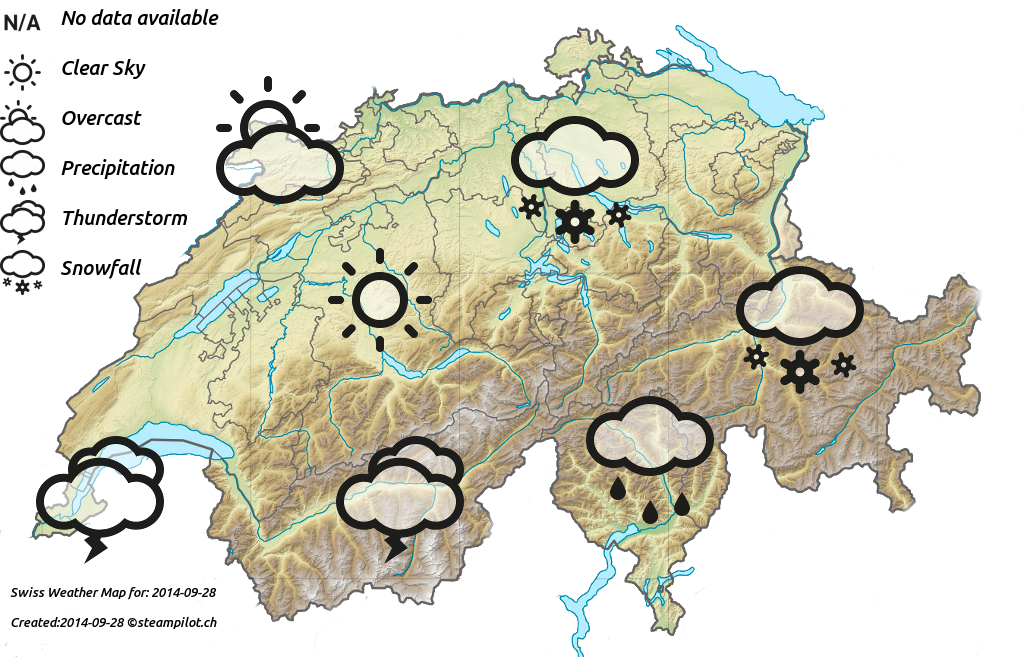 N/A No data available
Clear Sky
Overcast
Precipitation
Thunderstorm
Snowfall
Swiss Weather Map for: 2014-09-28
Created:2014-09-28 ©steampilot.ch